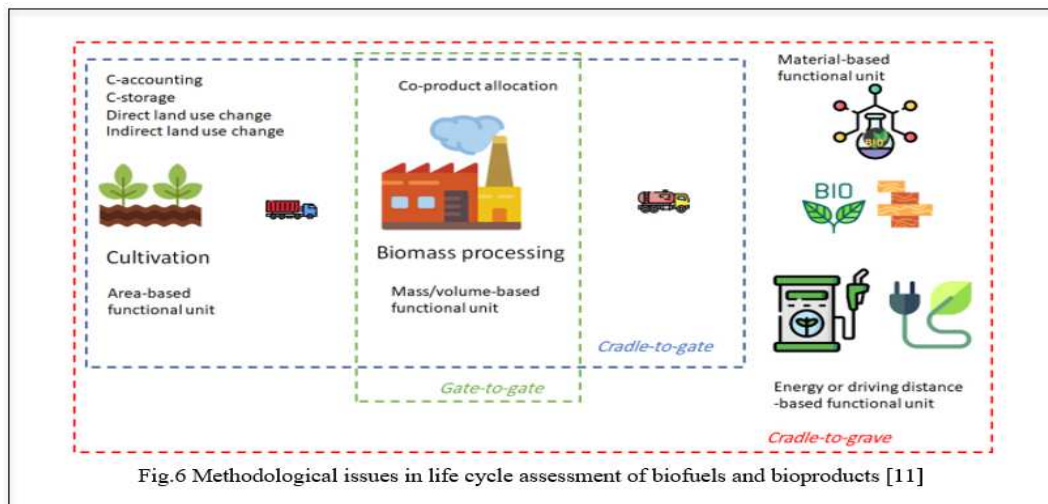 C-accounting
C-storage
Direct land use change
Indirect land use change
Cultivation
Area-based
functional unit
Co-product allocation
Biomass processing
Mass/volume-based
functional unit
Gate-to-gate
Cradle-to-gate
Material-based
functional unit
BIO
BIO
Energy or driving distance
-based functional unit
Cradle-to-grave
Fig.6 Methodological issues in life cycle assessment of biofuels and bioproducts [11]